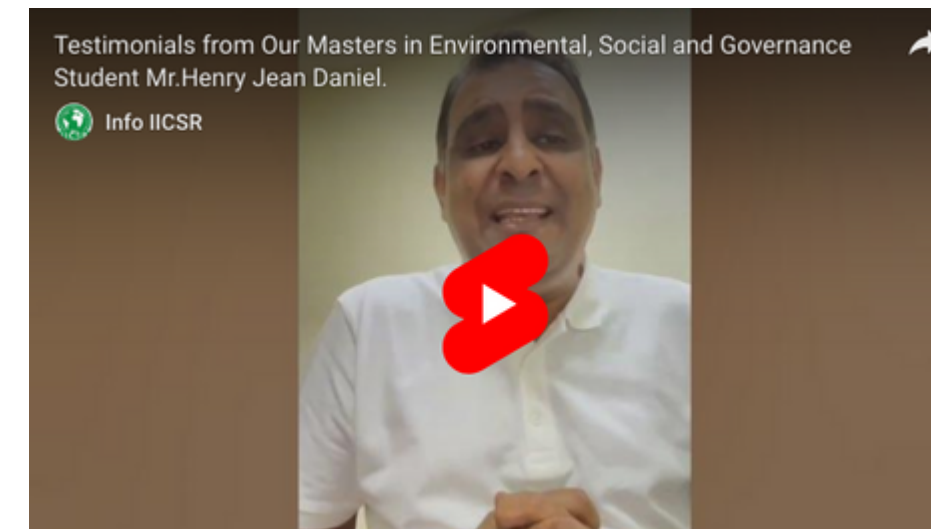 Testimonials from Our Masters in Environmental, Social and Governance
Student Mr.Henry Jean Daniel.
Info IICSR